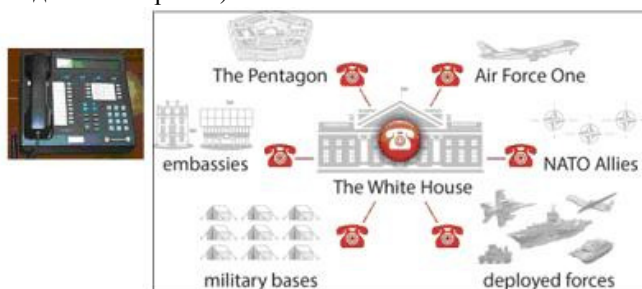 The Pentagon
Air Force One
embassies
NATO Allies
The White House
military bases
deployed forces